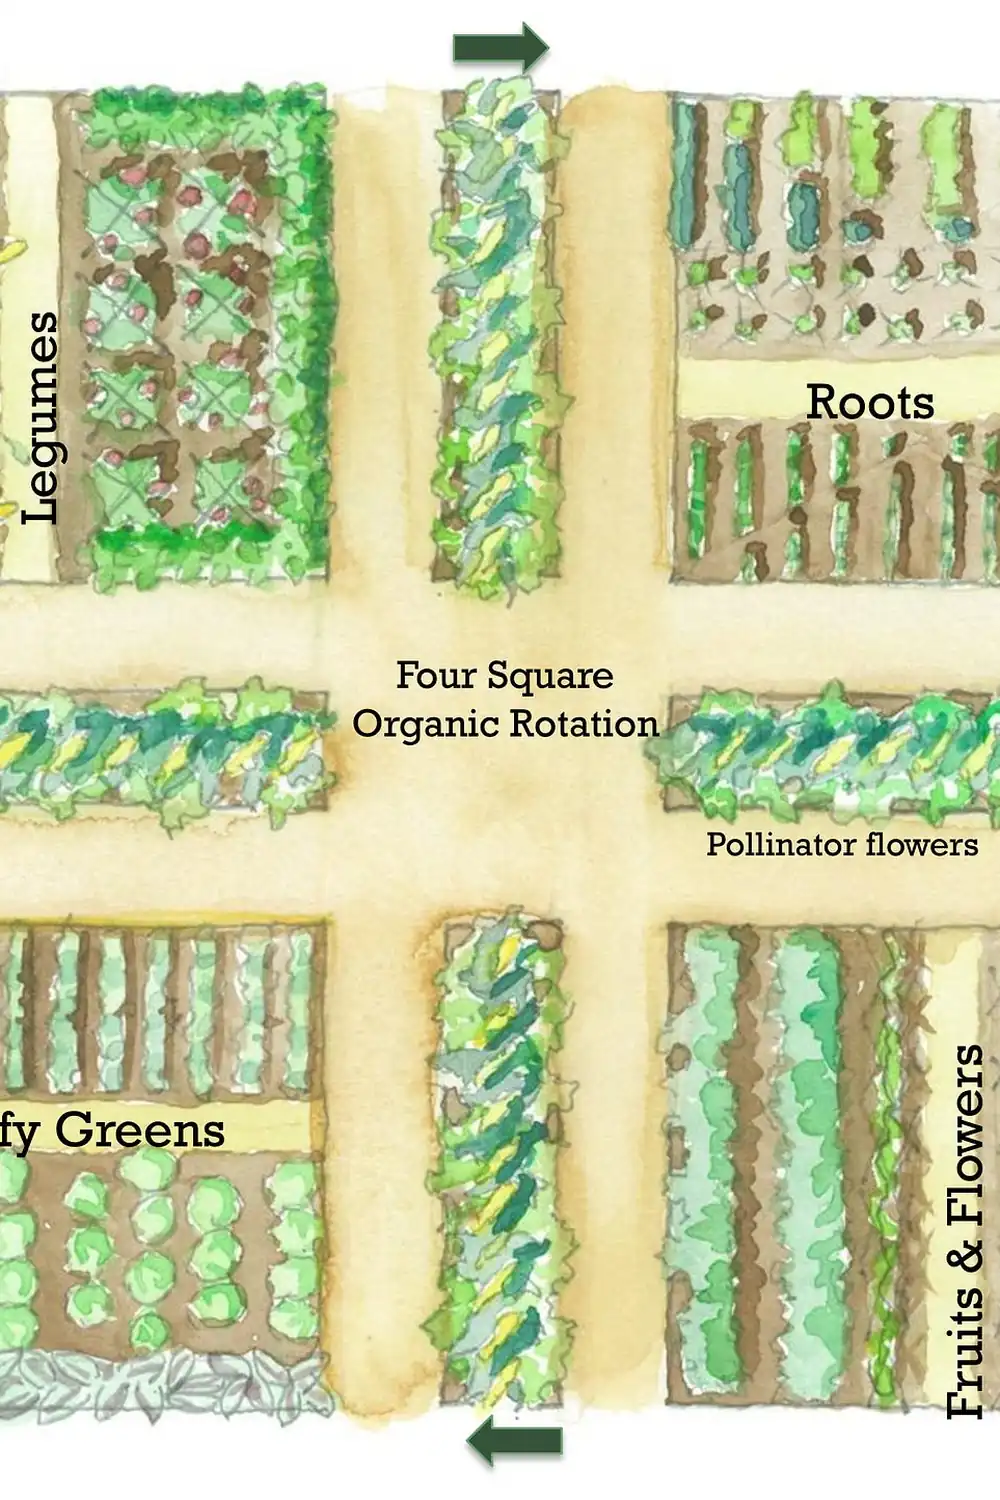 Legumes
Roots
Four Square
Organic Rotation
Pollinator flowers
fy Greens
Fruits & Flowers